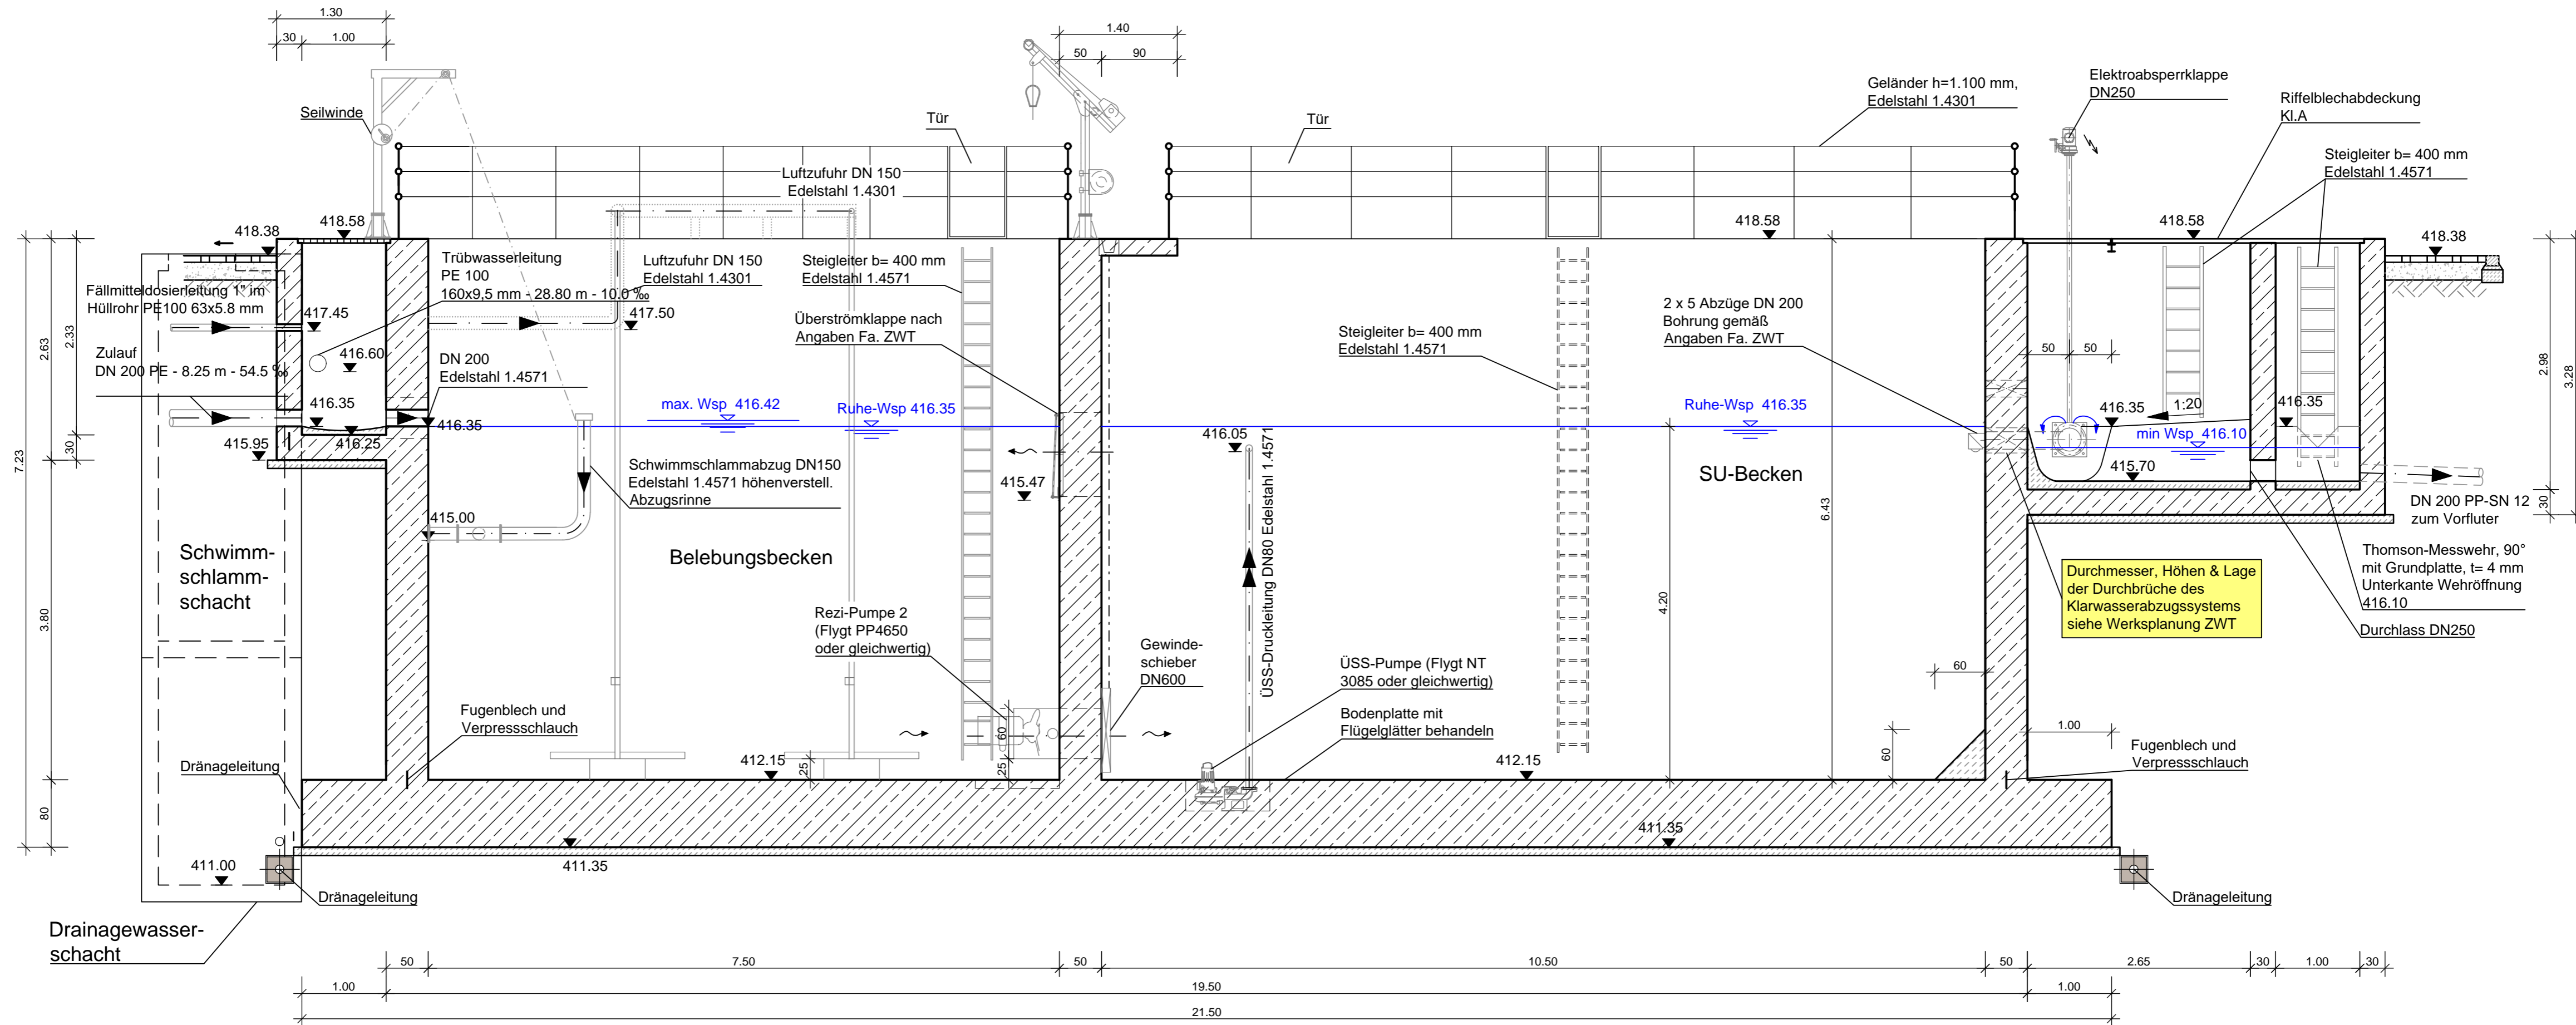 1.30
30
1.00
1.40
50
90
Seilwinde
Tür
Tür
Geländer h=1.100 mm,
Edelstahl 1.4301
Elektroabsperrklappe
DN250
Riffelblechabdeckung
Kl.A
Steigleiter b= 400 mm
Edelstahl 1.4571
Luftzufuhr DN 150
Edelstahl 1.4301
418.38
418.58
418.58
418.58
418.38
Fällmitteldosierleitung 1" im
Hüllrohr PE100 63x5.8 mm
417.45
Trübwasserleitung
PE 100
160x9,5 mm - 28.80 m - 10.0 ‰
Luftzufuhr DN 150
Edelstahl 1.4301
417.50
Steigleiter b= 400 mm
Edelstahl 1.4571
Überströmklappe nach
Angaben Fa. ZWT
Steigleiter b= 400 mm
Edelstahl 1.4571
2 x 5 Abzüge DN 200
Bohrung gemäß
Angaben Fa. ZWT
50
50
Zulauf
DN 200 PE - 8.25 m - 54.5 ‰
416.60
DN 200
Edelstahl 1.4571
416.35
416.35
416.25
415.95
max. Wsp 416.42
Ruhe-Wsp 416.35
Ruhe-Wsp 416.35
416.35
1:20
416.35
min Wsp 416.10
415.70
416.05
415.47
SU-Becken
Schwimmschlammabzug DN150
Edelstahl 1.4571 höhenverstell.
Abzugsrinne
415.00
Belebungsbecken
Schwimm-
schlamm-
schacht
ÜSS-Druckleitung DN80 Edelstahl 1.4571
DN 200 PP-SN 12
zum Vorfluter
Durchmesser, Höhen & Lage
der Durchbrüche des
Klarwasserabzugssystems
siehe Werksplanung ZWT
Thomson-Messwehr, 90°
mit Grundplatte, t= 4 mm
Unterkante Wehröffnung
416.10
Durchlass DN250
Rezi-Pumpe 2
(Flygt PP4650
oder gleichwertig)
Gewinde-
schieber
DN600
ÜSS-Pumpe (Flygt NT
3085 oder gleichwertig)
Bodenplatte mit
Flügelglätter behandeln
Fugenblech und
Verpressschlauch
Fugenblech und
Verpressschlauch
7.23
2.63
2.33
30
3.80
80
2.98
30
3.28
6.43
4.20
60
60
1.00
60
25
25
Dränageleitung
412.15
412.15
411.35
411.35
411.00
Dränageleitung
Dränageleitung
Drainagewasser-
schacht
50
7.50
50
10.50
50
2.65
30
1.00
30
1.00
19.50
1.00
21.50